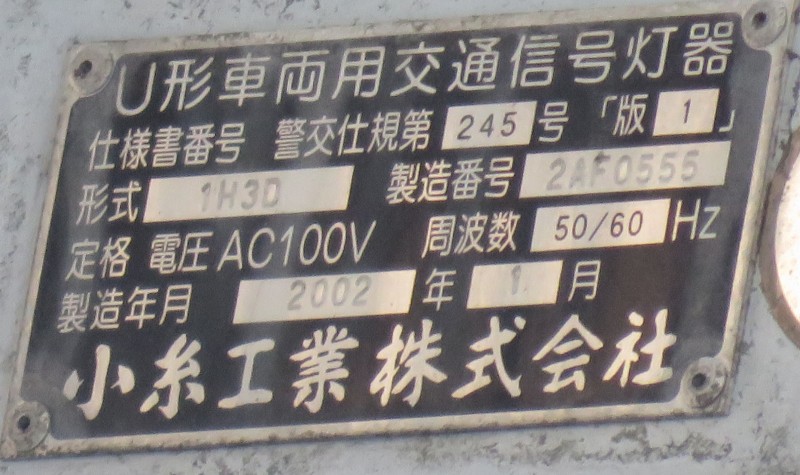 U形車両用交通信号灯器
仕様書番号 警交仕規第 245 号 「版 1 」
形式 1H3D 製造番号 2AF0555
定格 電圧 AC100V 周波数 50/60 Hz
製造年月 2002 年 1 月
小糸工業株式会社